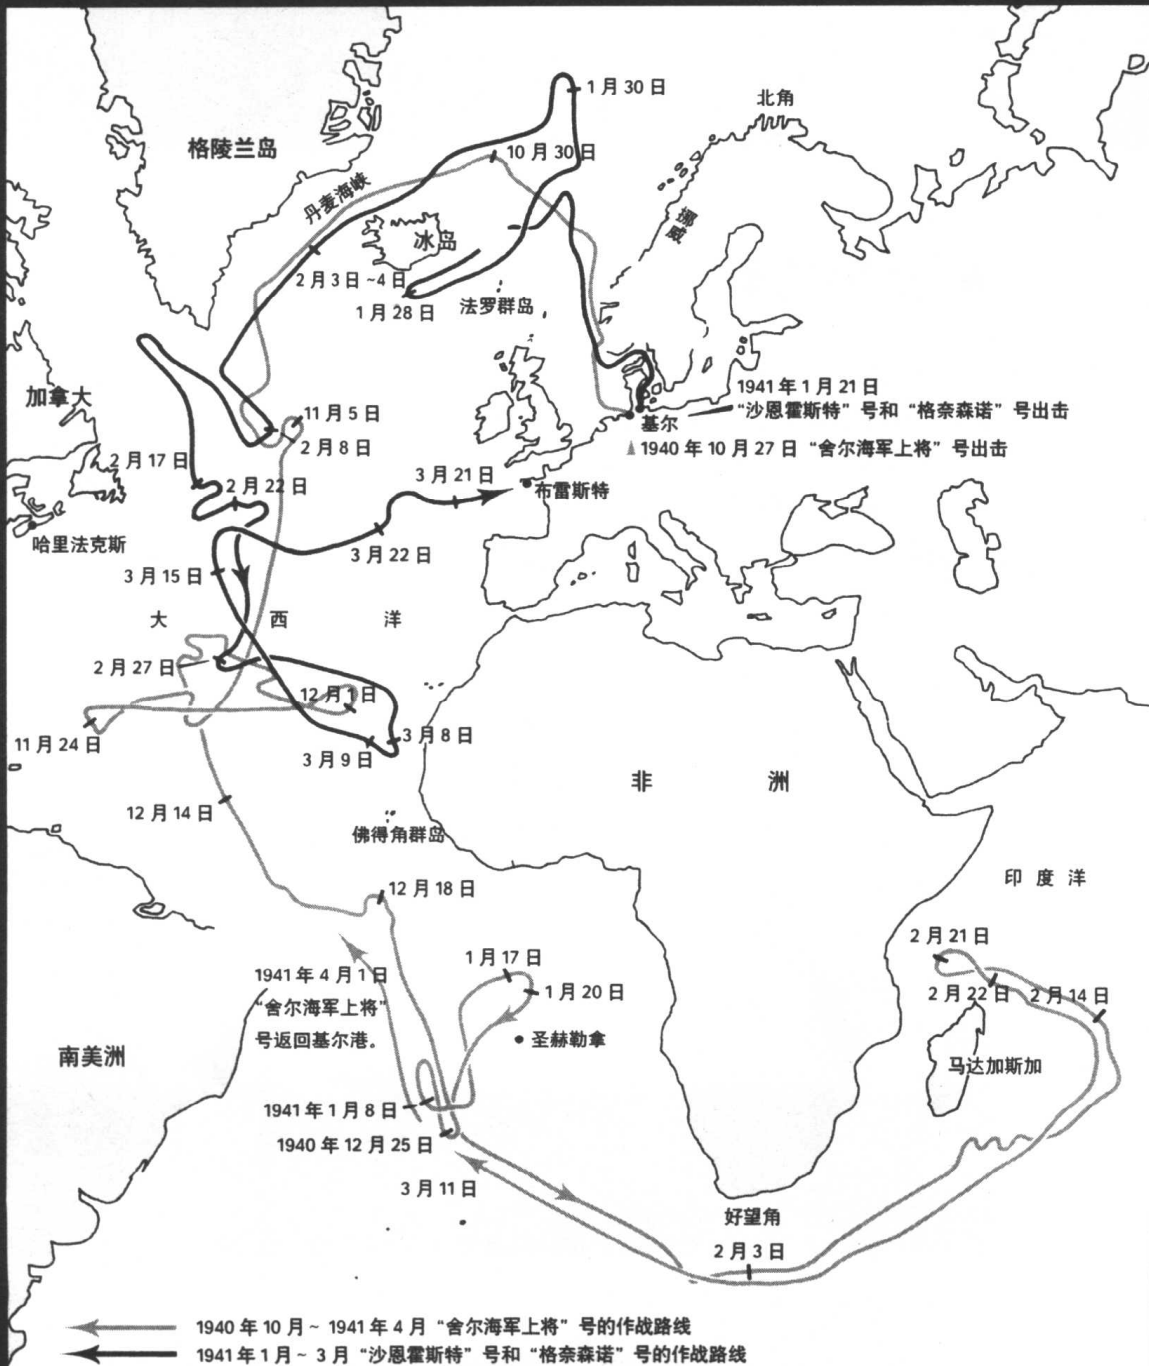 1月30日
北角
格陵兰岛
10月30日
丹麦海峡
挪威
冰岛
2月3日~4日
1月28日
法罗群岛
加拿大
1941年1月21日
11月5日
“沙恩霍斯特”号和“格奈森诺”号出击
基尔
2月8日
1940年10月27日“舍尔海军上将”号出击
2月17日
3月21日
2月22日
布雷斯特
哈里法克斯
3月22日
3月15日
大西洋
2月27日
12月1日
11月24日
3月8日
3月9日
非洲
12月14日
佛得角群岛
印度洋
12月18日
2月21日
1月17日
1941年4月1日
“舍尔海军上将”
号返回基尔港。
1月20日
2月22日
2月14日
圣赫勒拿
南美洲
马达加斯加
1941年1月8日
1940年12月25日
3月11日
好望角
2月3日
1940年10月~1941年4月“舍尔海军上将”号的作战路线
1941年1月~3月“沙恩霍斯特”号和“格奈森诺”号的作战路线